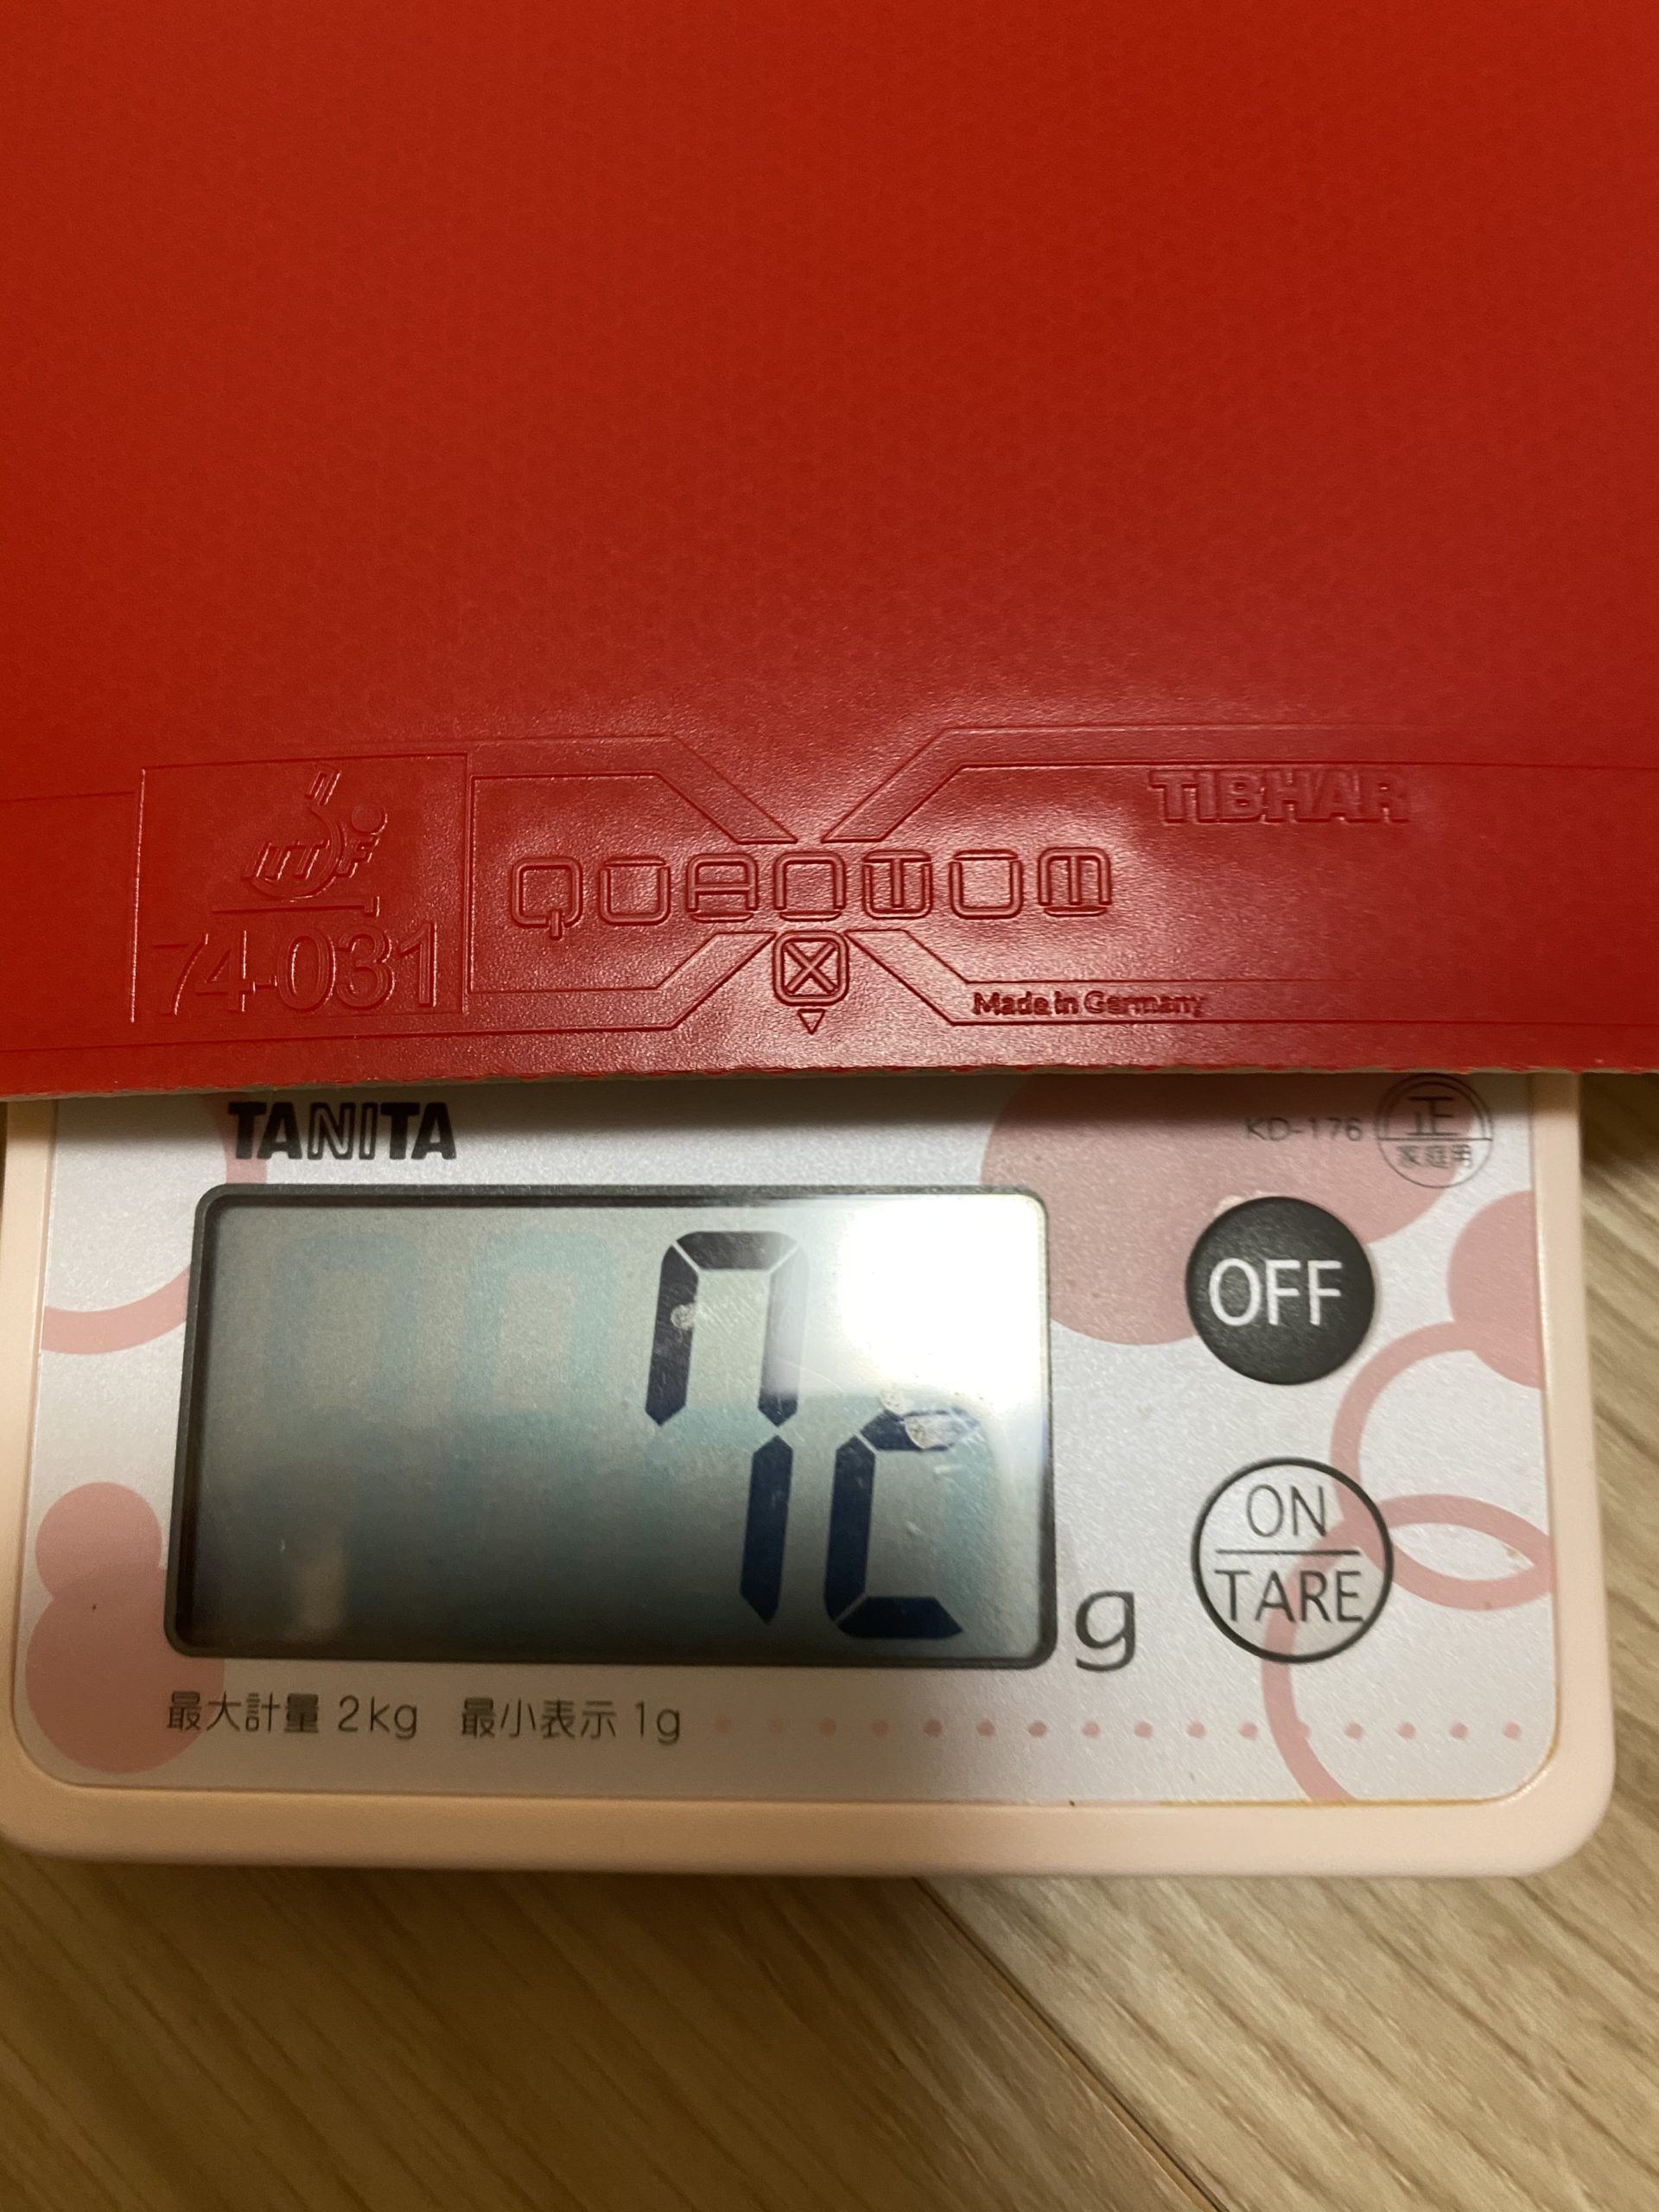 TIBHAR
ITTF
QUANTUM
74-031
X
Made in Germany
TANITA
KD-176
正
家庭用
OFF
72 g
ON
TARE
最大計量 2kg 最小表示 1g